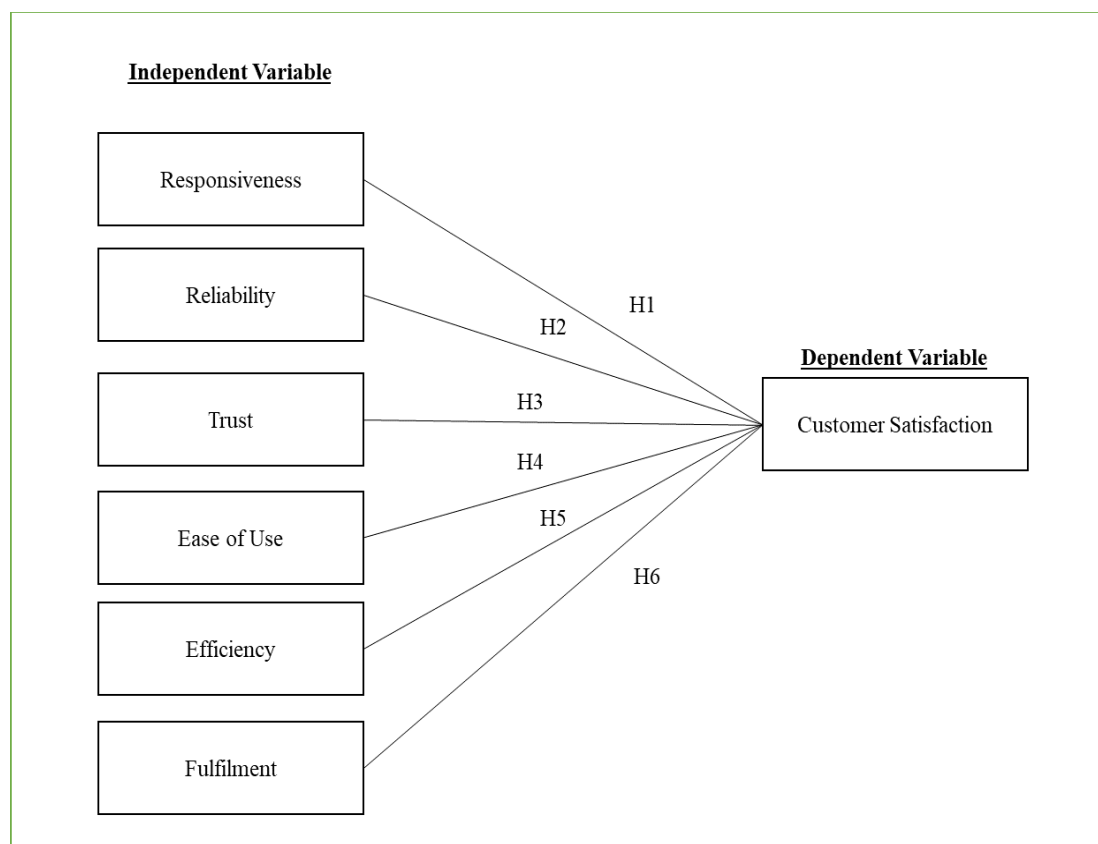 Independent Variable
Responsiveness
Reliability
H1
H2
Dependent Variable
Trust
H3
Customer Satisfaction
H4
Ease of Use
H5
H6
Efficiency
Fulfilment